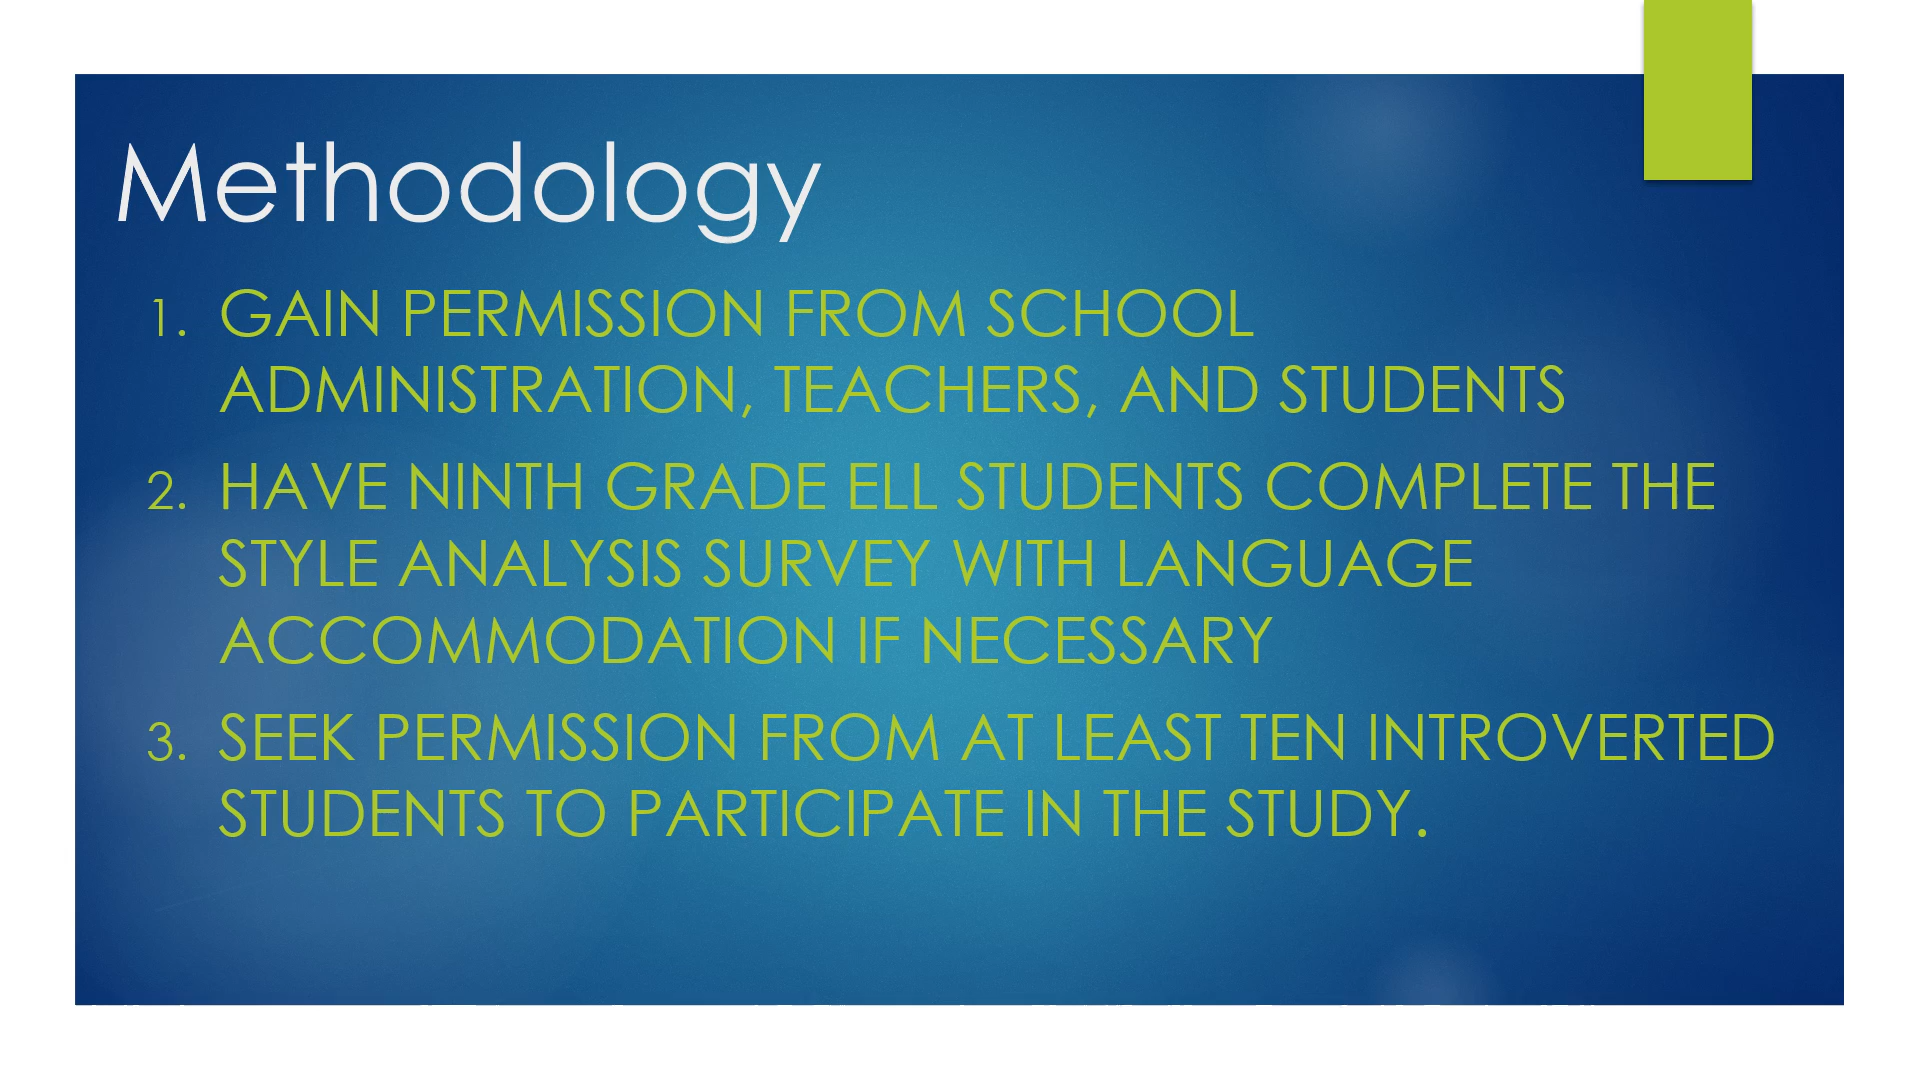 Methodology
1. GAIN PERMISSION FROM SCHOOL
ADMINISTRATION, TEACHERS, AND STUDENTS
2. HAVE NINTH GRADE ELL STUDENTS COMPLETE THE
STYLE ANALYSIS SURVEY WITH LANGUAGE
ACCOMMODATION IF NECESSARY
3. SEEK PERMISSION FROM AT LEAST TEN INTROVERTED
STUDENTS TO PARTICIPATE IN THE STUDY.